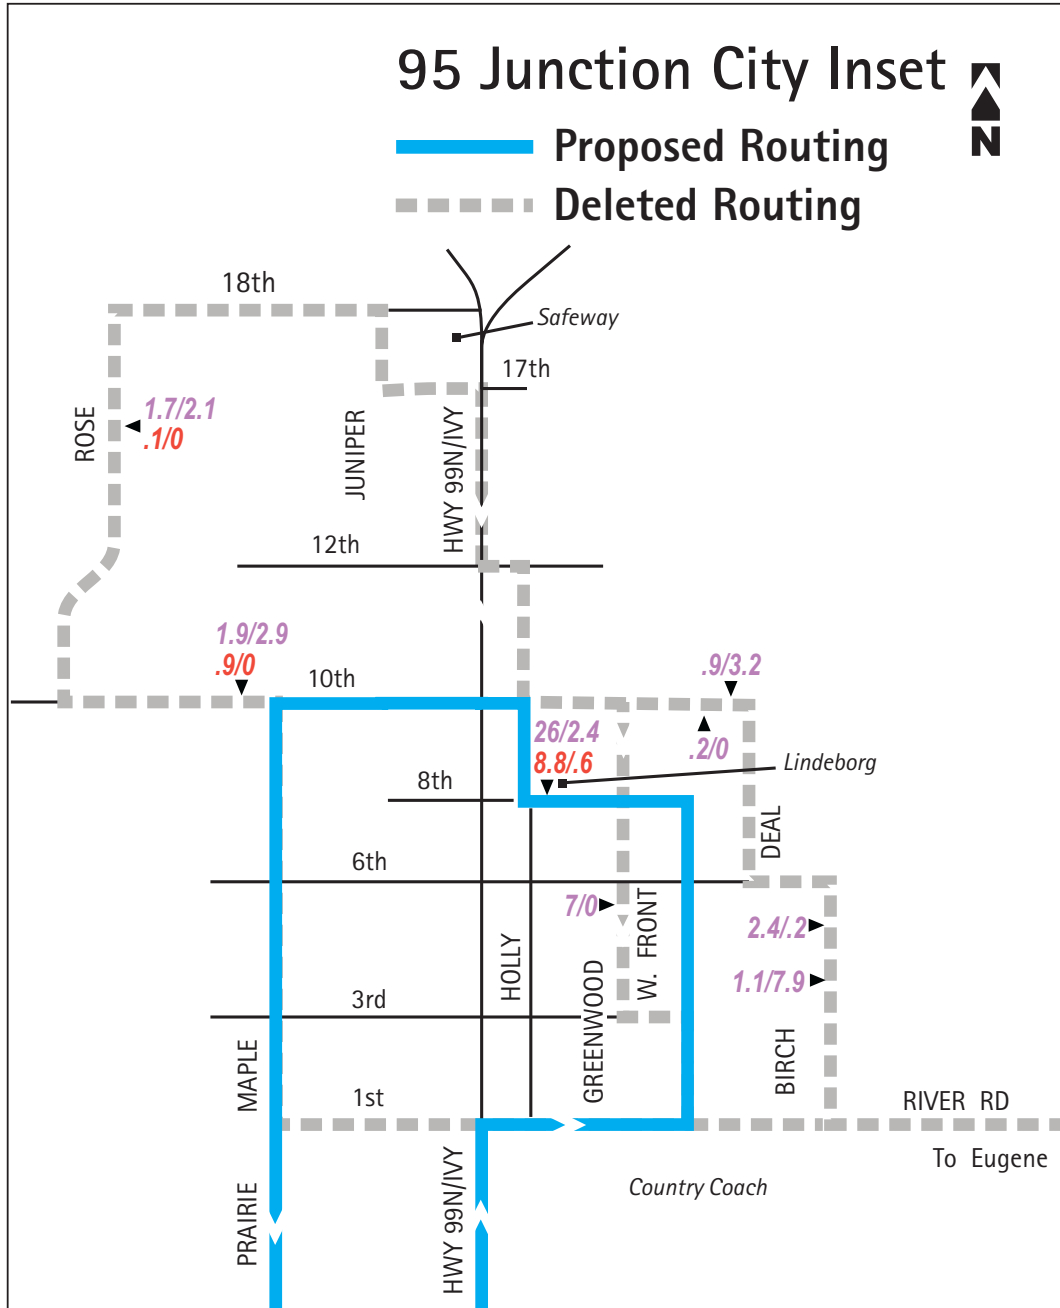 95 Junction City Inset
N
Proposed Routing
Deleted Routing
18th
Safeway
17th
ROSE
1.7/2.1
.1/0
JUNIPER
HWY 99N/IVY
12th
1.9/2.9
.9/0
10th
.9/3.2
26/2.4
8.8/.6
.2/0
Lindeborg
8th
DEAL
6th
7/0
W. FRONT
2.4/.2
HOLLY
1.1/7.9
GREENWOOD
3rd
MAPLE
BIRCH
1st
RIVER RD
To Eugene
Country Coach
PRAIRIE
HWY 99N/IVY